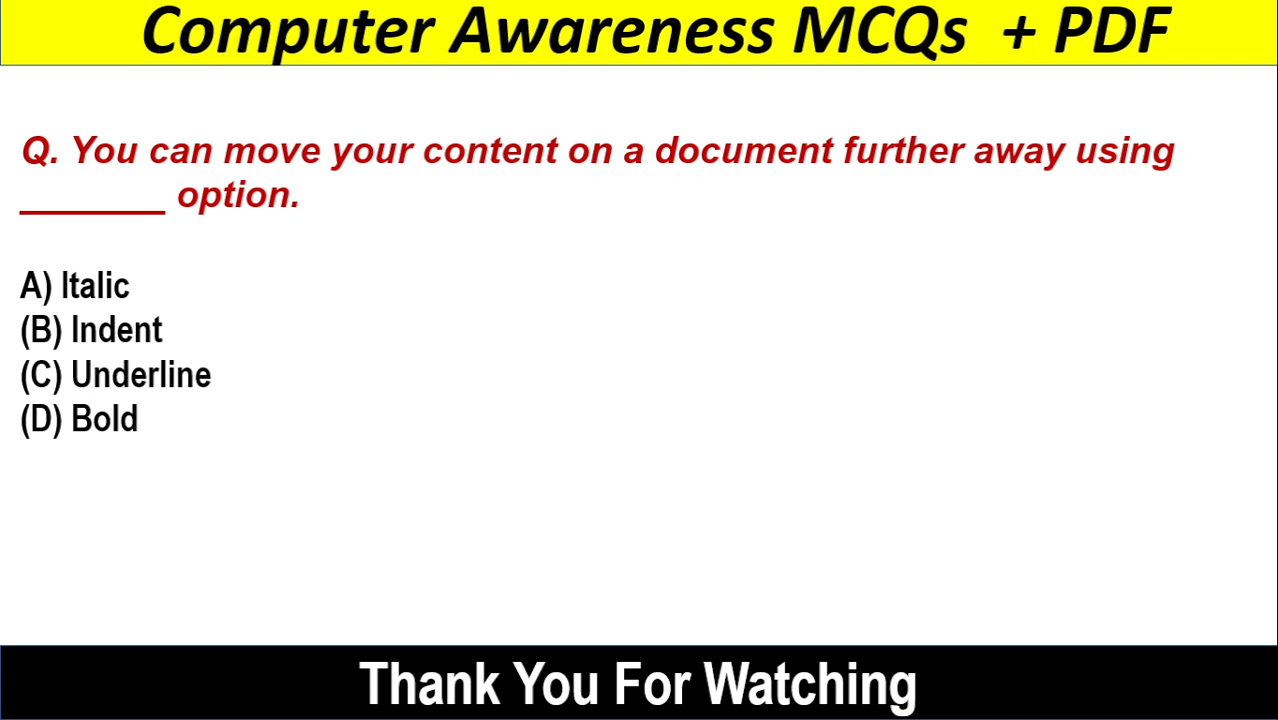 Computer Awareness MCQs + PDF
Q. You can move your content on a document further away using
_______ option.
A) Italic
(B) Indent
(C) Underline
(D) Bold
Thank You For Watching